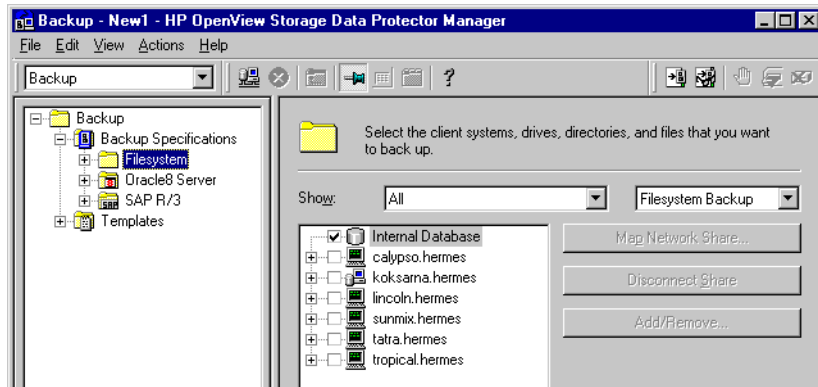 Backup - New1 - HP OpenView Storage Data Protector Manager
File Edit View Actions Help
Backup
?
Backup
Backup Specifications
Filesystem
Oracle8 Server
SAP R/3
Templates
Select the client systems, drives, directories, and files that you want
to back up.
Show: All Filesystem Backup
Internal Database
calypso.hermes
koksarna.hermes
lincoln.hermes
sunmix.hermes
tatra.hermes
tropical.hermes
Map Network Share...
Disconnect Share
Add/Remove...